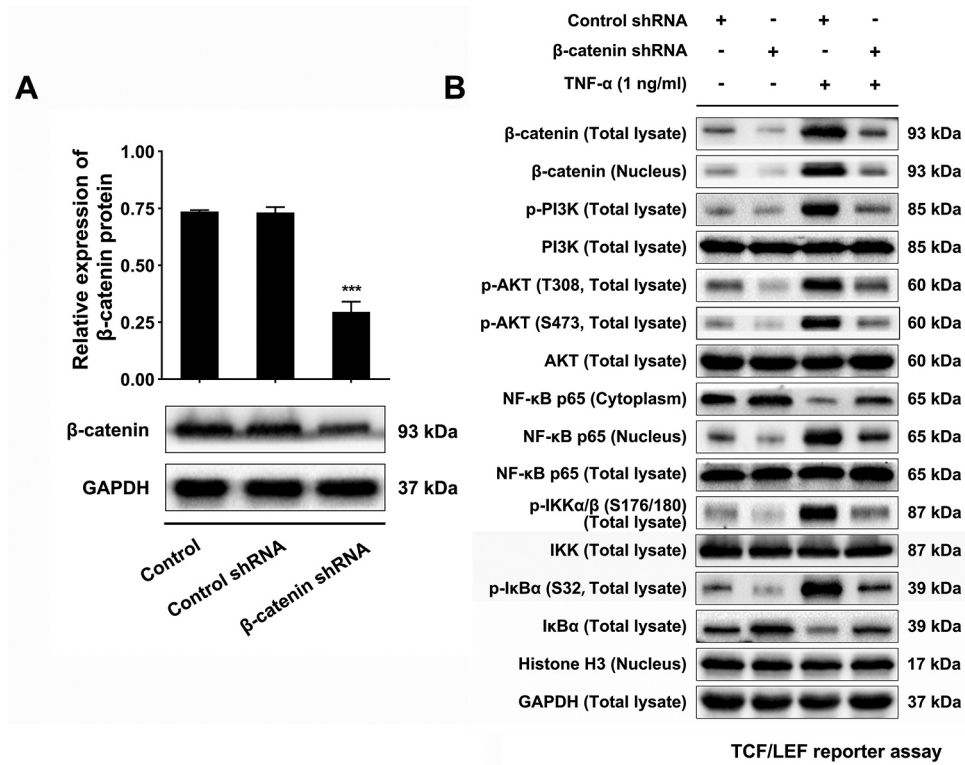 A
Relative expression of
β-catenin protein
1.00
0.75
0.50
0.25
0.00
***
β-catenin 93 kDa
GAPDH 37 kDa
Control
Control shRNA
β-catenin shRNA
B
Control shRNA + - + -
β-catenin shRNA - + - +
TNF-α (1 ng/ml) - - + +
β-catenin (Total lysate) 93 kDa
β-catenin (Nucleus) 93 kDa
p-PI3K (Total lysate) 85 kDa
PI3K (Total lysate) 85 kDa
p-AKT (T308, Total lysate) 60 kDa
p-AKT (S473, Total lysate) 60 kDa
AKT (Total lysate) 60 kDa
NF-κB p65 (Cytoplasm) 65 kDa
NF-κB p65 (Nucleus) 65 kDa
NF-κB p65 (Total lysate) 65 kDa
p-IKKα/β (S176/180)
(Total lysate) 87 kDa
IKK (Total lysate) 87 kDa
p-IκBα (S32, Total lysate) 39 kDa
IκBα (Total lysate) 39 kDa
Histone H3 (Nucleus) 17 kDa
GAPDH (Total lysate) 37 kDa
TCF/LEF reporter assay